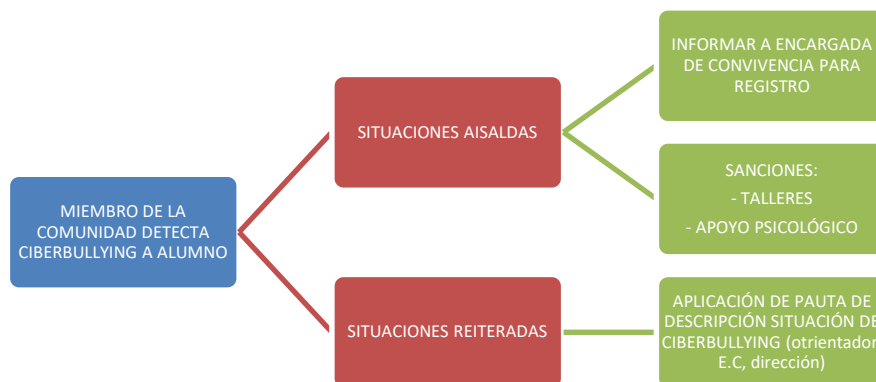 MIEMBRO DE LA
COMUNIDAD DETECTA
CIBERBULLYING A ALUMNO
SITUACIONES AISALDAS
INFORMAR A ENCARGADA
DE CONVIVENCIA PARA
REGISTRO
SANCIONES:
- TALLERES
- APOYO PSICOLÓGICO
SITUACIONES REITERADAS
APLICACIÓN DE PAUTA DE
DESCRIPCIÓN SITUACIÓN DE
CIBERBULLYING (otrientador,
E.C, dirección)